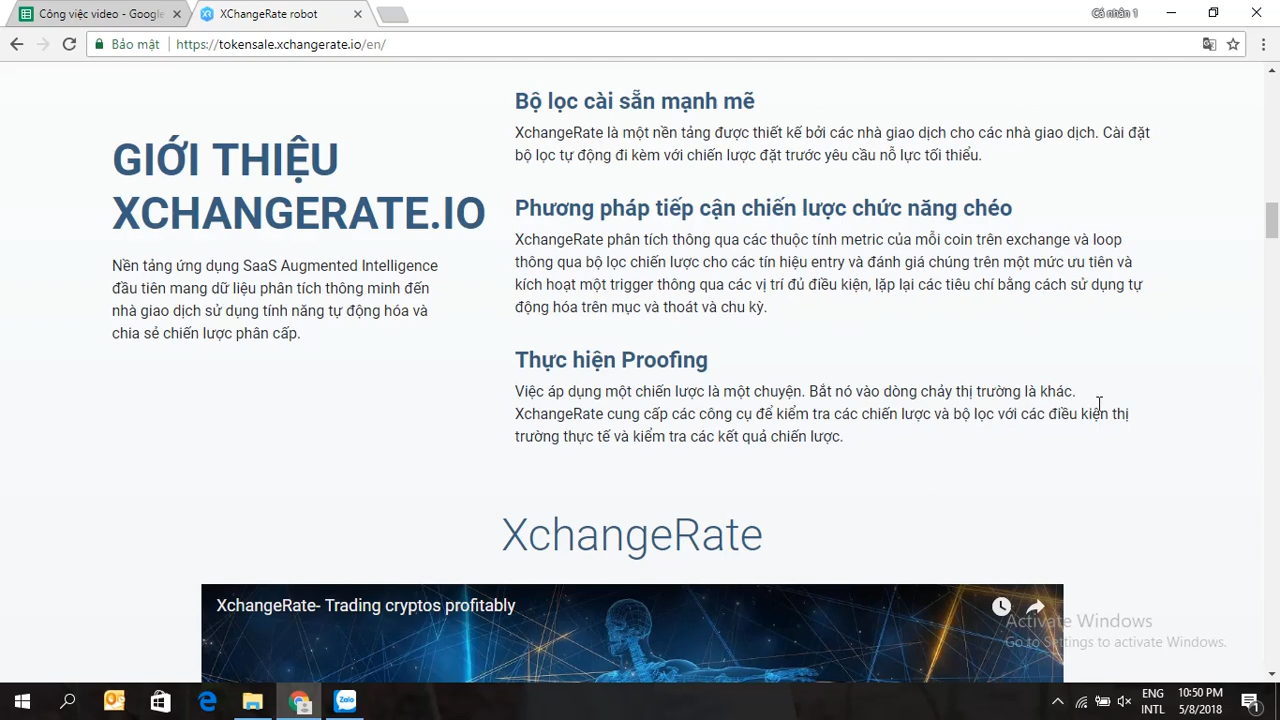 Công việc video - Google
XChangeRate robot
Cá nhân 1
Bảo mật
https://tokensale.xchangerate.io/en/
GIỚI THIỆU
XCHANGERATE.IO
Nền tảng ứng dụng SaaS Augmented Intelligence
đầu tiên mang dữ liệu phân tích thông minh đến
nhà giao dịch sử dụng tính năng tự động hóa và
chia sẻ chiến lược phân cấp.
Bộ lọc cài sẵn mạnh mẽ
XchangeRate là một nền tảng được thiết kế bởi các nhà giao dịch cho các nhà giao dịch. Cài đặt
bộ lọc tự động đi kèm với chiến lược đặt trước yêu cầu nỗ lực tối thiểu.
Phương pháp tiếp cận chiến lược chức năng chéo
XchangeRate phân tích thông qua các thuộc tính metric của mỗi coin trên exchange và loop
thông qua bộ lọc chiến lược cho các tín hiệu entry và đánh giá chúng trên một mức ưu tiên và
kích hoạt một trigger thông qua các vị trí đủ điều kiện, lặp lại các tiêu chí bằng cách sử dụng tự
động hóa trên mục và thoát và chu kỳ.
Thực hiện Proofing
Việc áp dụng một chiến lược là một chuyện. Bắt nó vào dòng chảy thị trường là khác.
XchangeRate cung cấp các công cụ để kiểm tra các chiến lược và bộ lọc với các điều kiện thị
trường thực tế và kiểm tra các kết quả chiến lược.
XchangeRate
XchangeRate- Trading cryptos profitably
Activate Windows
Go to Settings to activate Windows.
Zalo
ENG
INTL
10:50 PM
5/8/2018
1